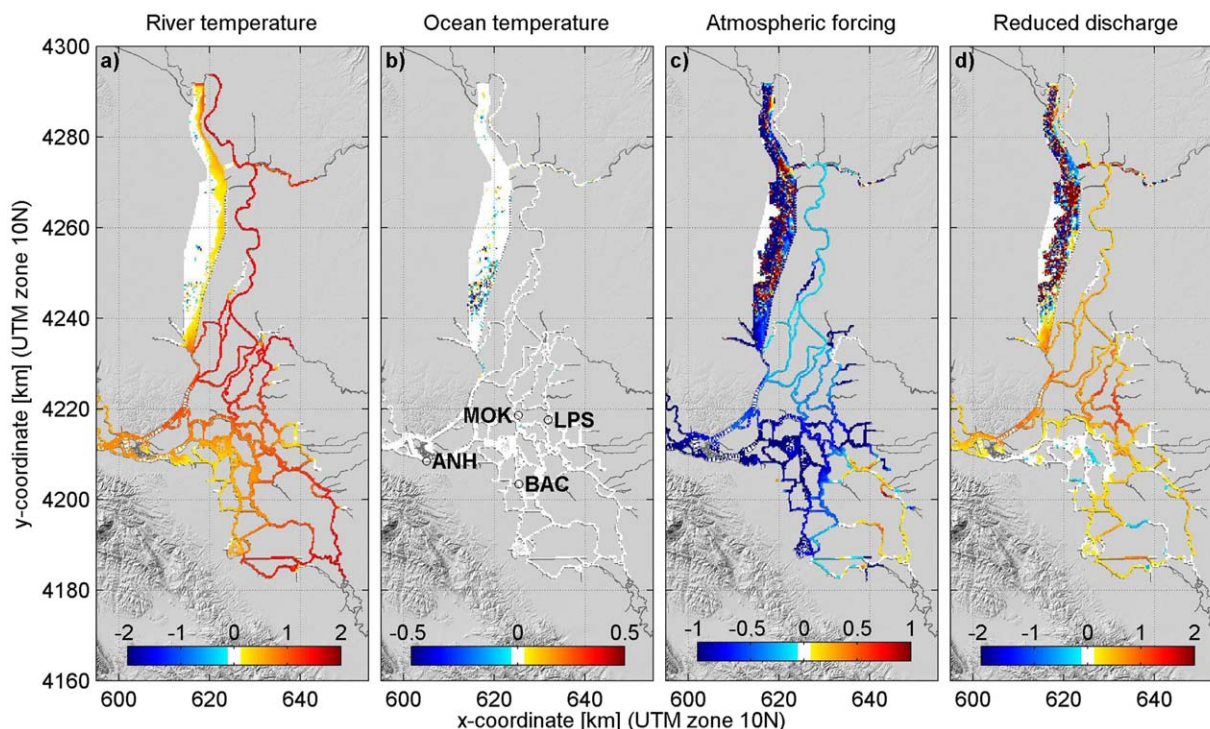 River temperature
Ocean temperature
Atmospheric forcing
Reduced discharge
y-coordinate [km] (UTM zone 10N)
4300
4280
4260
4240
4220
4200
4180
4160
a)
-2 -1 0 1 2
600 620 640
b)
MOK
LPS
ANH
BAC
-0.5 0 0.5
600 620 640
c)
-1 -0.5 0 0.5 1
600 620 640
d)
-2 -1 0 1 2
600 620 640
x-coordinate [km] (UTM zone 10N)